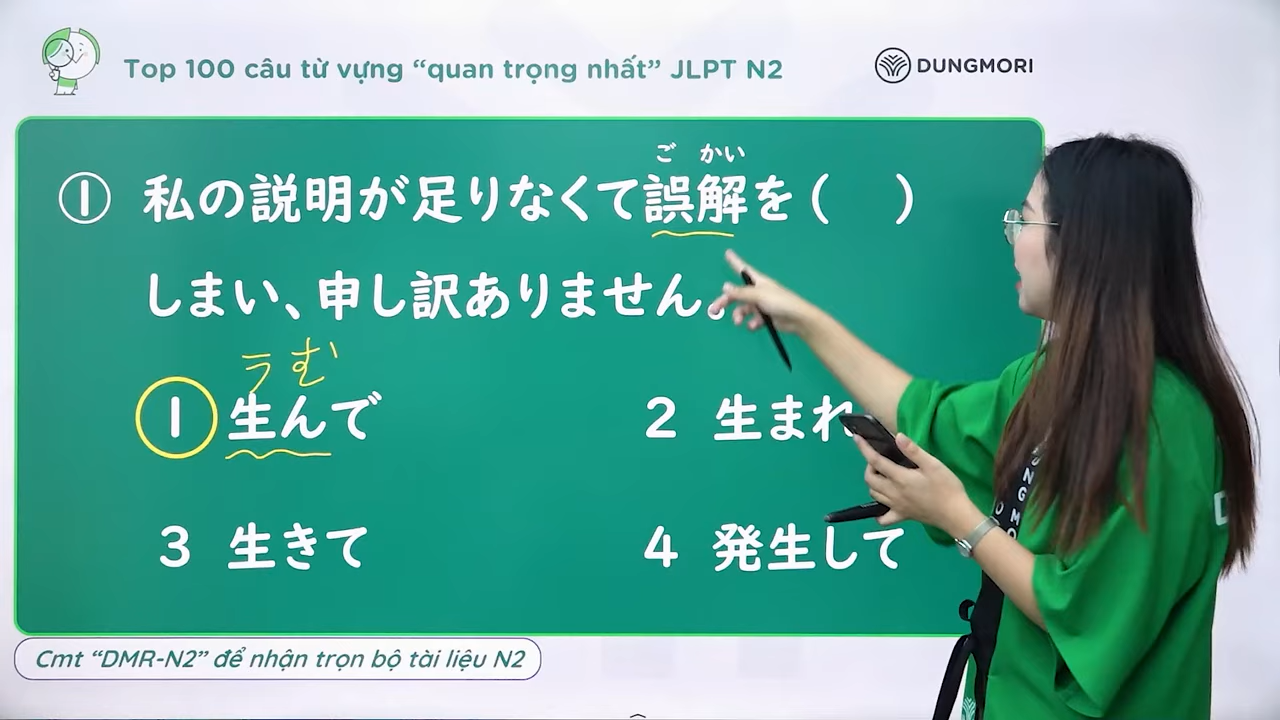 Top 100 câu từ vựng “quan trọng nhất” JLPT N2
DUNGMORI
ご かい
① 私の説明が足りなくて誤解を（ ）
しまい、申し訳ありません。
うむ
1 生んで
2 生まれ
3 生きて
4 発生して
Cmt “DMR-N2” để nhận trọn bộ tài liệu N2